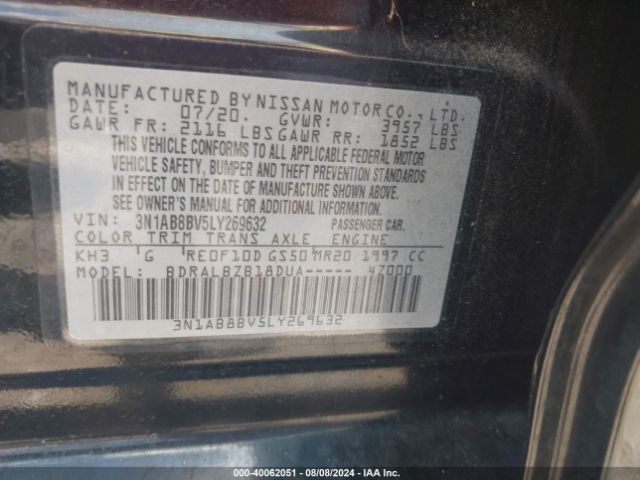 MANUFACTURED BY NISSAN MOTOR CO., LTD.
DATE: 07/20. GVWR: 3957 LBS
GAWR FR: 2116 LBS GAWR RR: 1852 LBS
THIS VEHICLE CONFORMS TO ALL APPLICABLE FEDERAL MOTOR
VEHICLE SAFETY, BUMPER AND THEFT PREVENTION STANDARDS
IN EFFECT ON THE DATE OF MANUFACTURE SHOWN ABOVE.
SEE OWNER'S MANUAL FOR ADDITIONAL INFORMATION.
VIN: 3N1AB8BV5LY269632 PASSENGER CAR.
COLOR TRIM TRANS AXLE ENGINE
KH3 G RE0F10D GS50 MR20 1997 CC
MODEL: BDRALBZB18DUA----- 47000
3N1AB8BV5LY269632
000-40062051 - 08/08/2024 - IAA Inc.